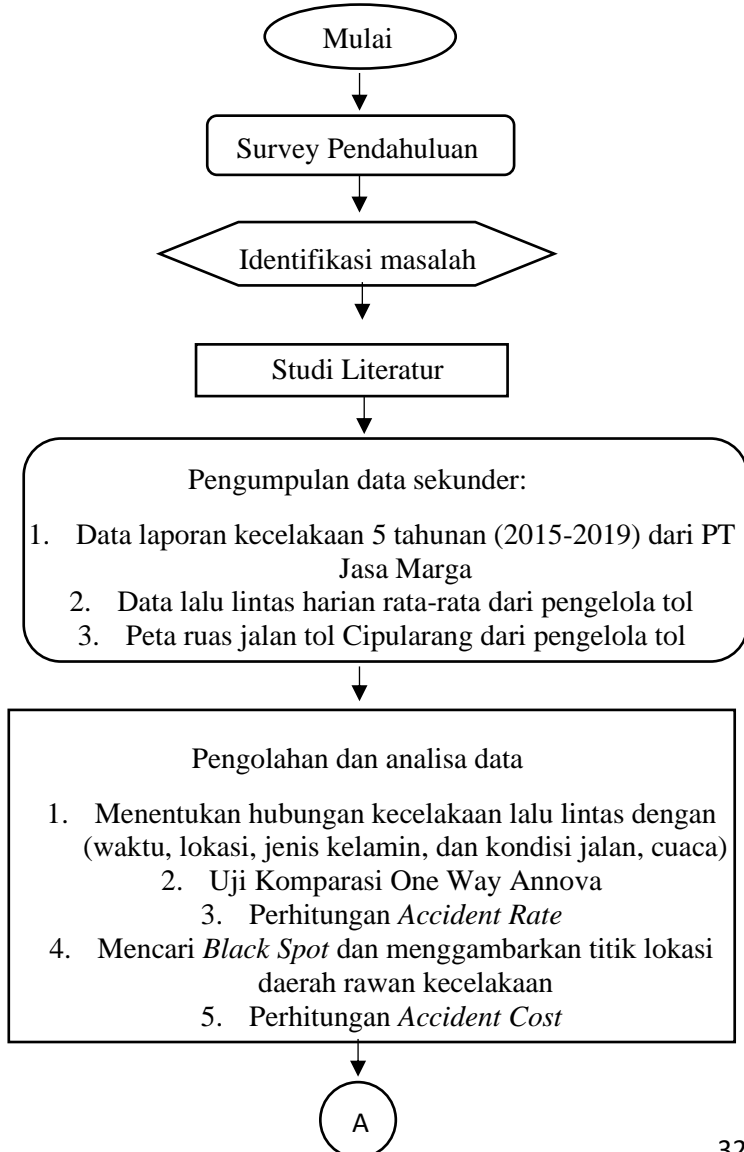 Mulai
Survey Pendahuluan
Identifikasi masalah
Studi Literatur
Pengumpulan data sekunder:
1. Data laporan kecelakaan 5 tahunan (2015-2019) dari PT
Jasa Marga
2. Data lalu lintas harian rata-rata dari pengelola tol
3. Peta ruas jalan tol Cipularang dari pengelola tol
Pengolahan dan analisa data
1. Menentukan hubungan kecelakaan lalu lintas dengan
(waktu, lokasi, jenis kelamin, dan kondisi jalan, cuaca)
2. Uji Komparasi One Way Annova
3. Perhitungan Accident Rate
4. Mencari Black Spot dan menggambarkan titik lokasi
daerah rawan kecelakaan
5. Perhitungan Accident Cost
A
32